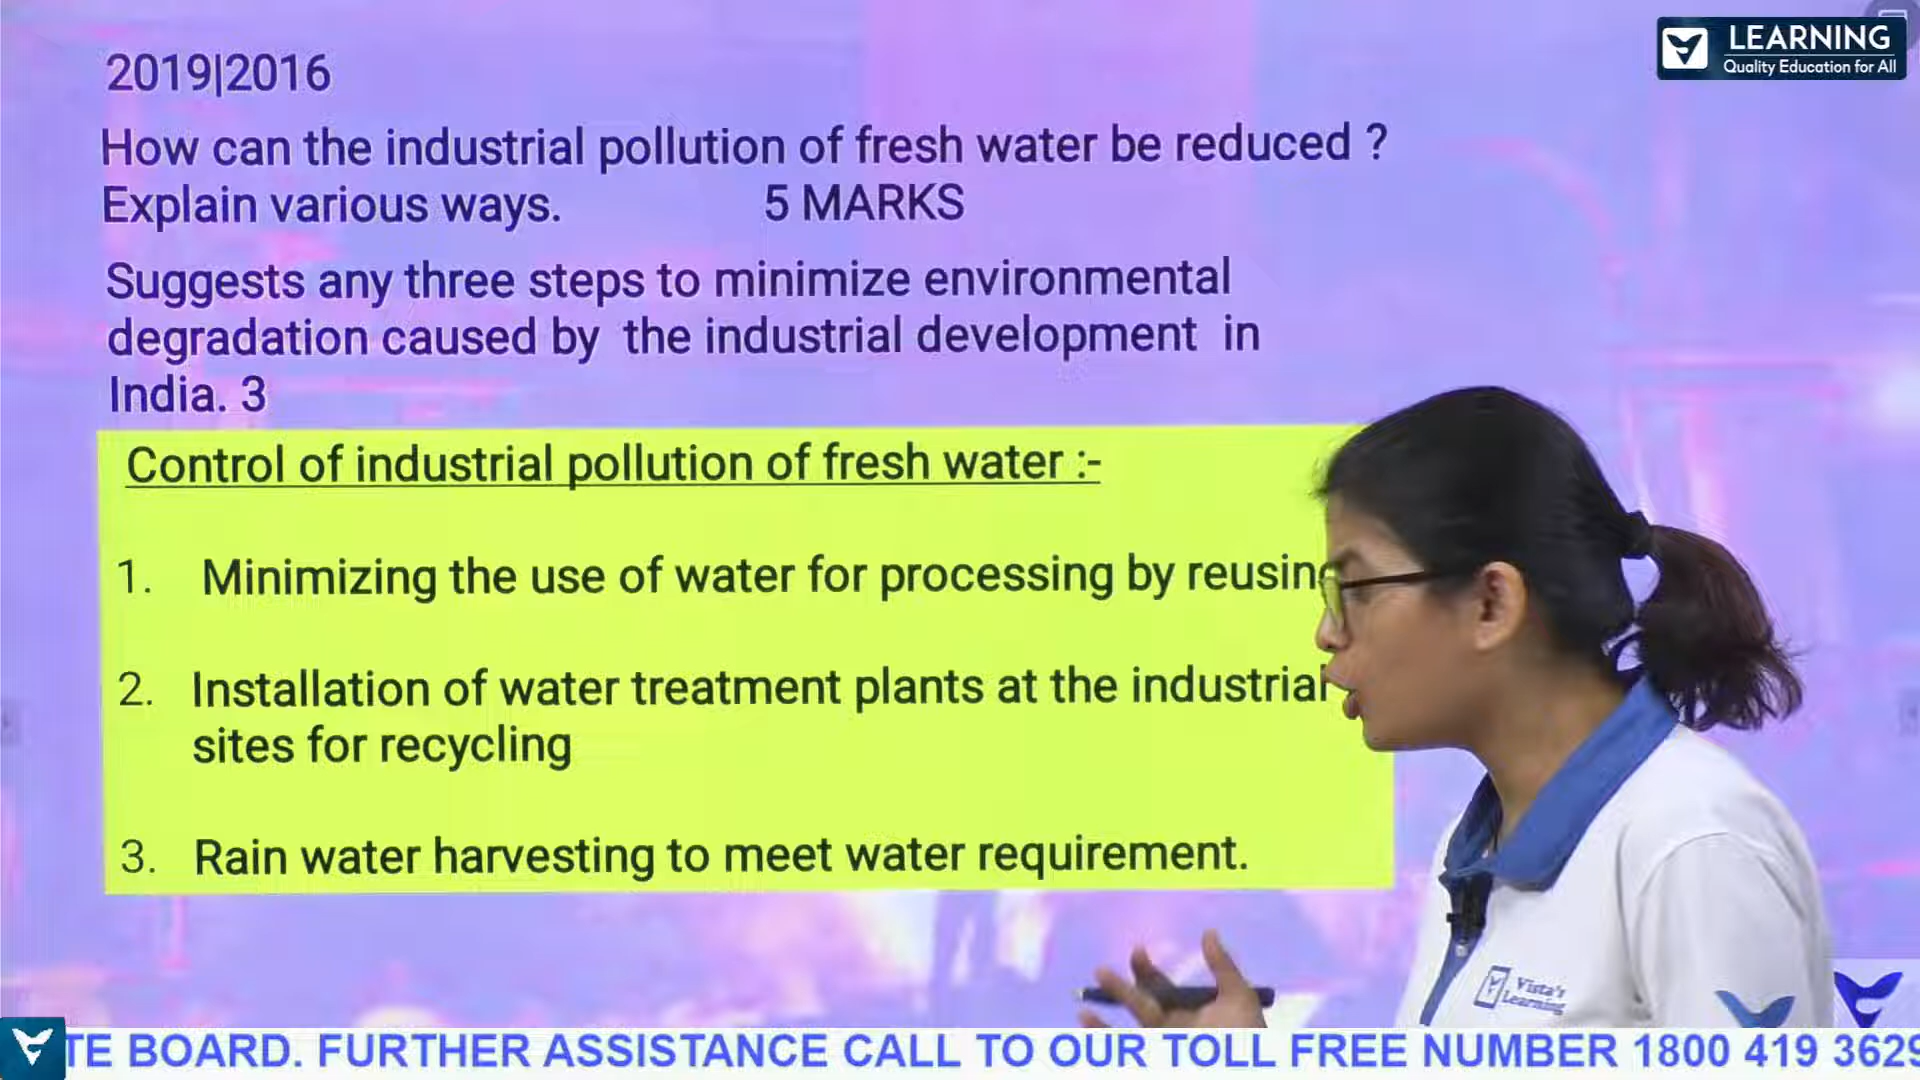 LEARNING
Quality Education for All
2019|2016
How can the industrial pollution of fresh water be reduced ?
Explain various ways. 5 MARKS
Suggests any three steps to minimize environmental
degradation caused by the industrial development in
India. 3
Control of industrial pollution of fresh water :-
1. Minimizing the use of water for processing by reusing
2. Installation of water treatment plants at the industrial
sites for recycling
3. Rain water harvesting to meet water requirement.
Vista's
Learning
TE BOARD. FURTHER ASSISTANCE CALL TO OUR TOLL FREE NUMBER 1800 419 3629